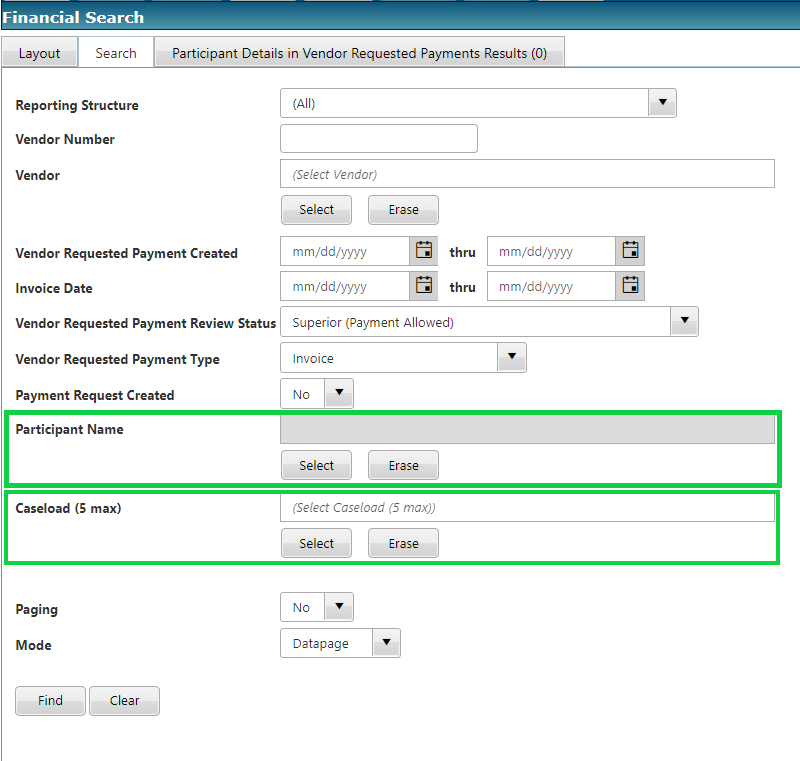 Financial Search
Layout Search Participant Details in Vendor Requested Payments Results (0)
Reporting Structure (All)
Vendor Number
Vendor (Select Vendor)
Select Erase
Vendor Requested Payment Created mm/dd/yyyy thru mm/dd/yyyy
Invoice Date mm/dd/yyyy thru mm/dd/yyyy
Vendor Requested Payment Review Status Superior (Payment Allowed)
Vendor Requested Payment Type Invoice
Payment Request Created No
Participant Name
Select Erase
Caseload (5 max) (Select Caseload (5 max))
Select Erase
Paging No
Mode Datapage
Find Clear